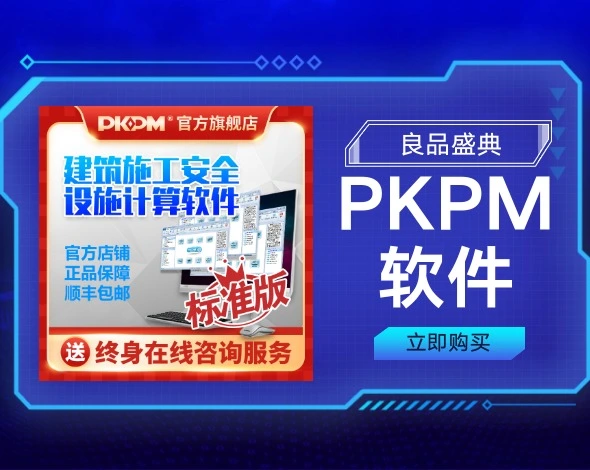 PKPM® 官方旗舰店
建筑施工安全
设施计算软件
官方店铺
正品保障
顺丰包邮
标准版
送 终身在线咨询服务
良品盛典
PKPM
软件
立即购买